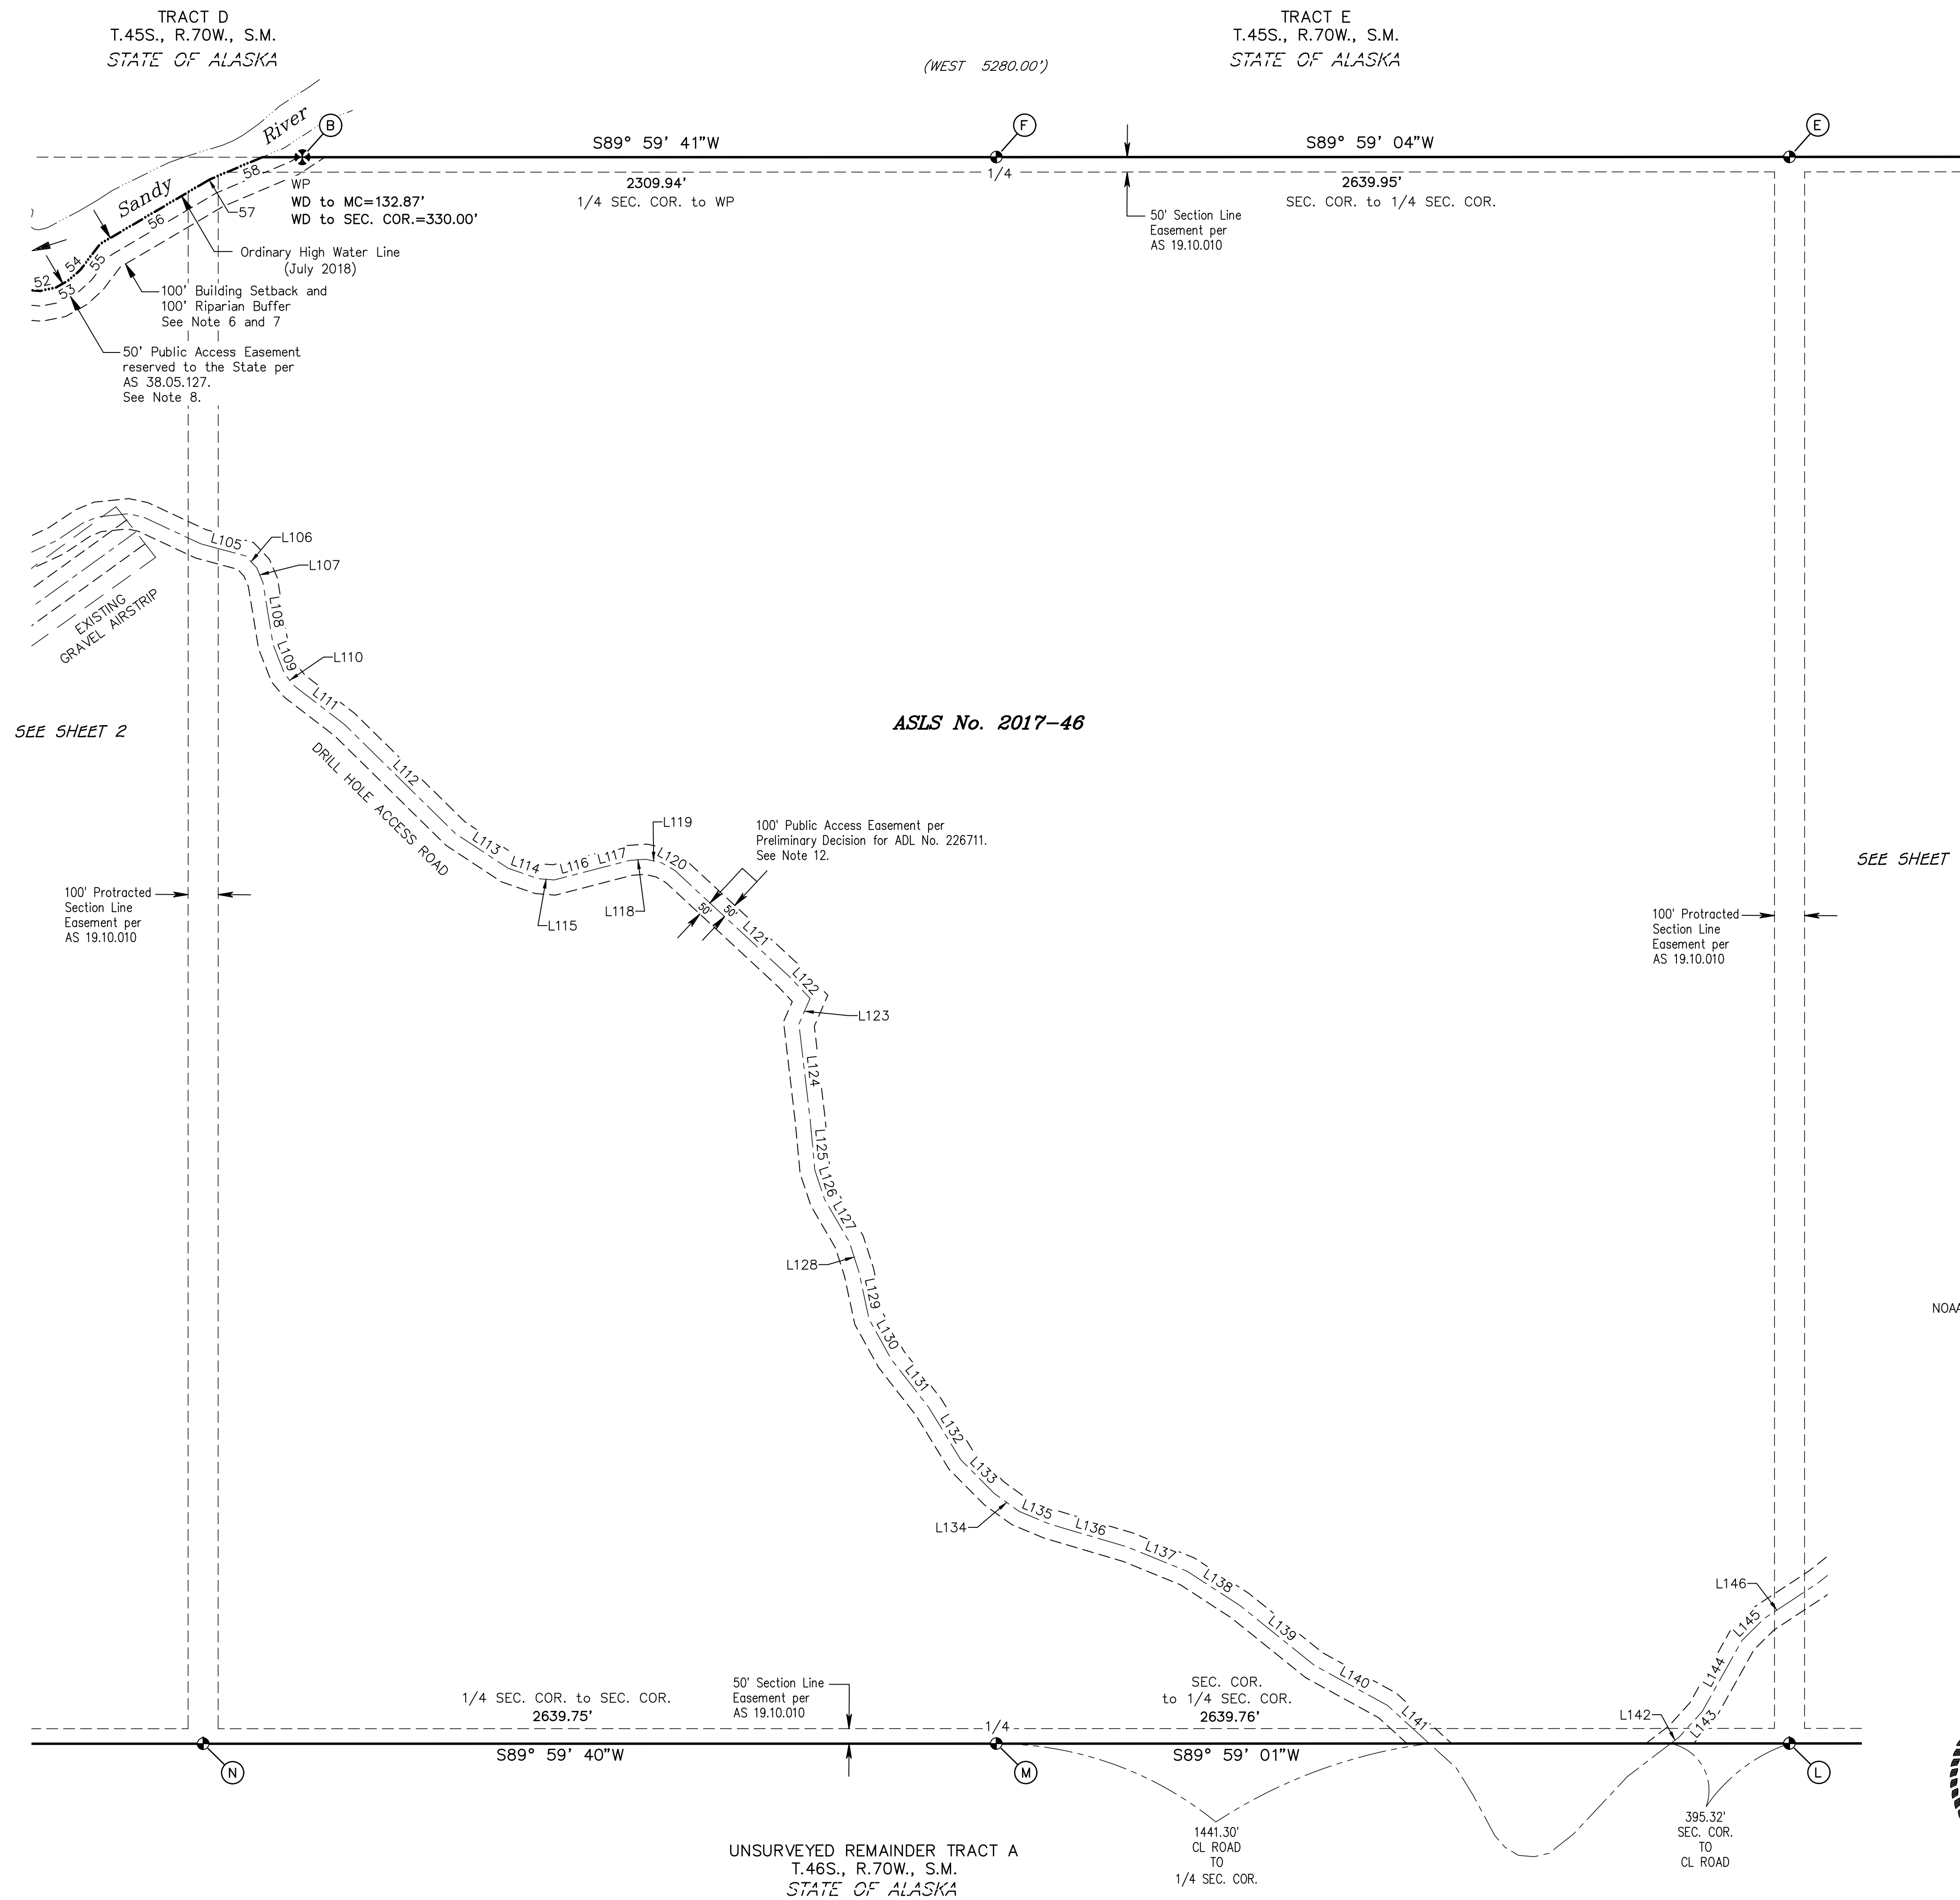 TRACT D
T.45S., R.70W., S.M.
STATE OF ALASKA
TRACT E
T.45S., R.70W., S.M.
STATE OF ALASKA
(WEST 5280.00')
River
B
F
E
S89° 59' 41"W
S89° 59' 04"W
58
Sandy
WP
WD to MC=132.87'
WD to SEC. COR.=330.00'
2309.94'
1/4 SEC. COR. to WP
1/4
2639.95'
SEC. COR. to 1/4 SEC. COR.
57
56
50' Section Line
Easement per
AS 19.10.010
Ordinary High Water Line
(July 2018)
55
54
52
53
100' Building Setback and
100' Riparian Buffer
See Note 6 and 7
50' Public Access Easement
reserved to the State per
AS 38.05.127.
See Note 8.
L105
L106
L107
EXISTING
GRAVEL AIRSTRIP
L108
L109
L110
L111
SEE SHEET 2
ASLS No. 2017-46
DRILL HOLE ACCESS ROAD
L112
L113
L114
L115
L116
L117
L118
L119
L120
100' Public Access Easement per
Preliminary Decision for ADL No. 226711.
See Note 12.
50'
50'
SEE SHEET
100' Protracted
Section Line
Easement per
AS 19.10.010
100' Protracted
Section Line
Easement per
AS 19.10.010
L121
L122
L123
L124
L125
L126
L127
L128
L129
L130
NOAA
L131
L132
L133
L134
L135
L136
L137
L138
L139
L140
L141
L142
L143
L144
L145
L146
1/4 SEC. COR. to SEC. COR.
2639.75'
50' Section Line
Easement per
AS 19.10.010
SEC. COR.
to 1/4 SEC. COR.
2639.76'
1/4
S89° 59' 40"W
S89° 59' 01"W
N
M
L
1441.30'
CL ROAD
TO
1/4 SEC. COR.
395.32'
SEC. COR.
TO
CL ROAD
UNSURVEYED REMAINDER TRACT A
T.46S., R.70W., S.M.
STATE OF ALASKA